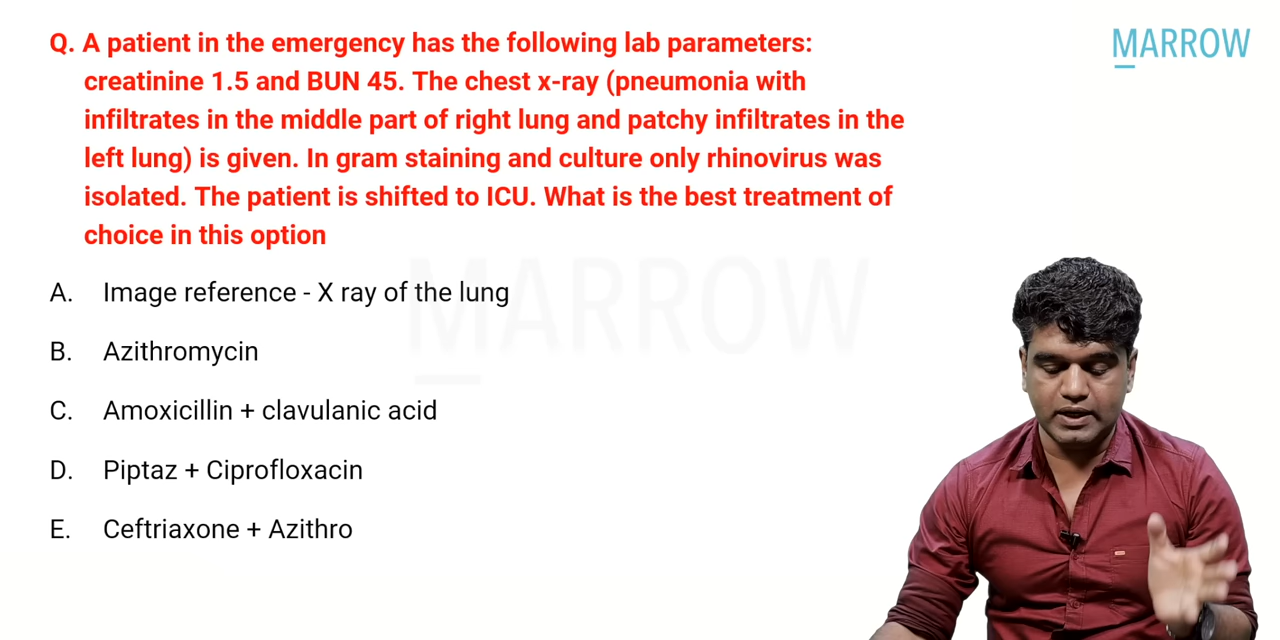 MARROW
Q. A patient in the emergency has the following lab parameters:
creatinine 1.5 and BUN 45. The chest x-ray (pneumonia with
infiltrates in the middle part of right lung and patchy infiltrates in the
left lung) is given. In gram staining and culture only rhinovirus was
isolated. The patient is shifted to ICU. What is the best treatment of
choice in this option
A. Image reference - X ray of the lung
MARROW
B. Azithromycin
C. Amoxicillin + clavulanic acid
D. Piptaz + Ciprofloxacin
E. Ceftriaxone + Azithro